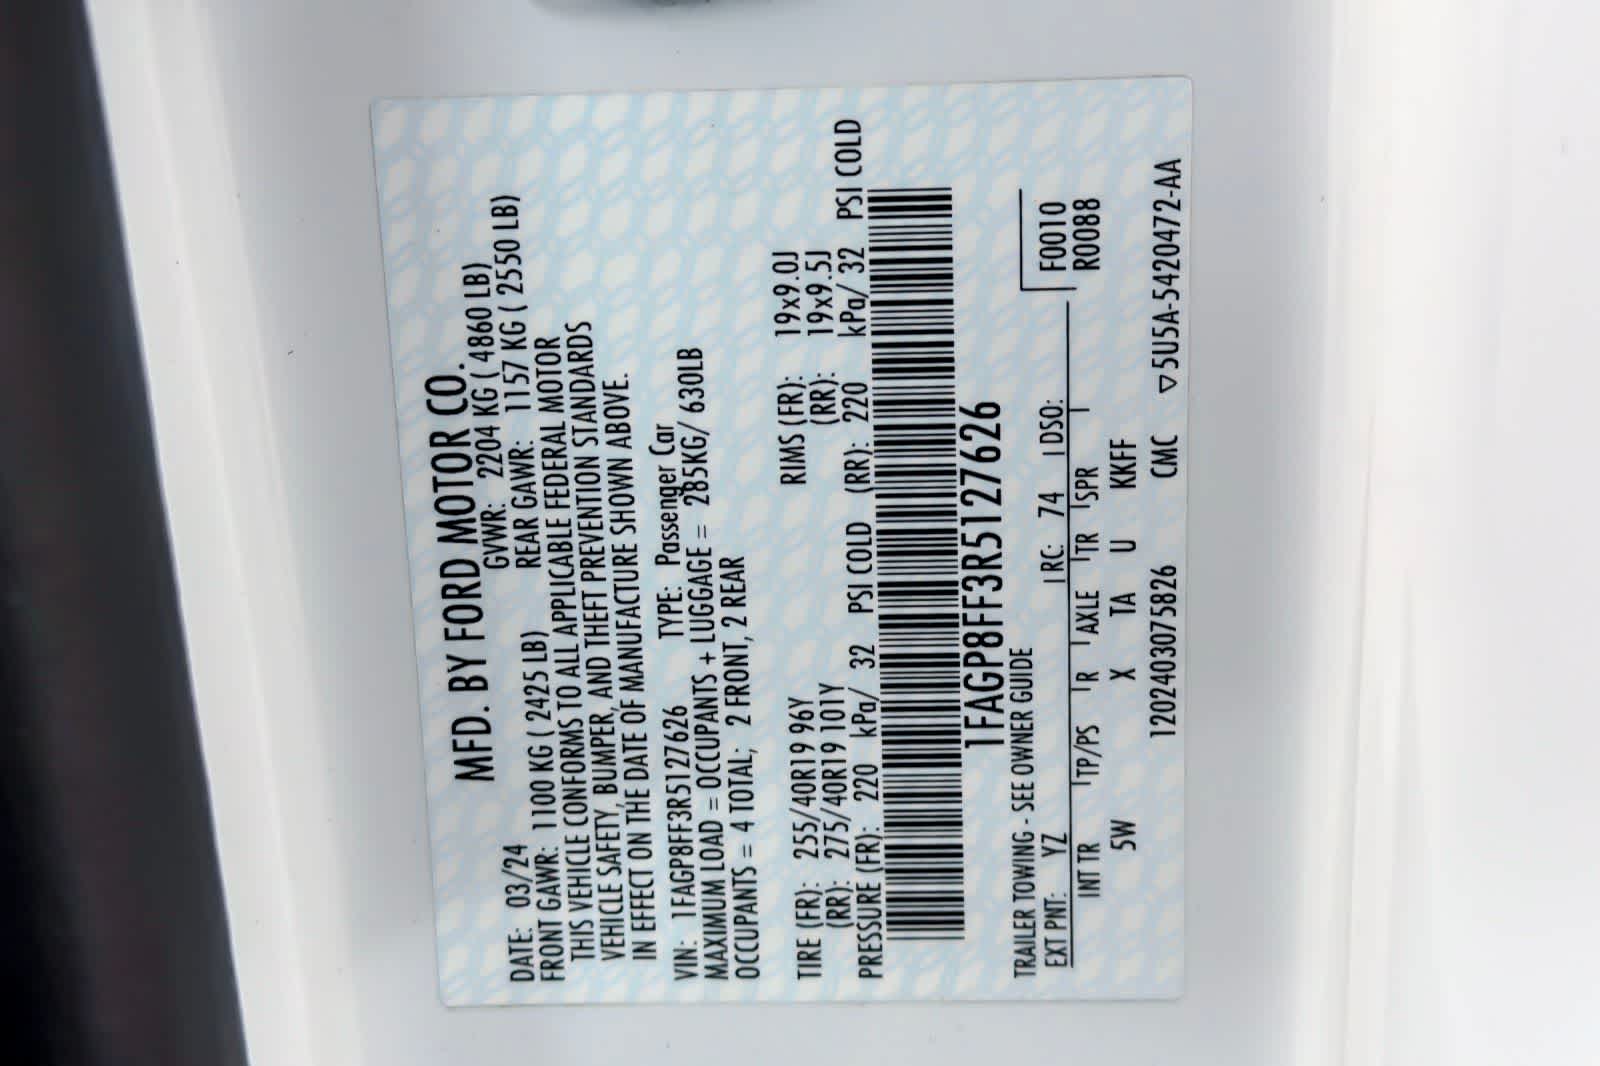 MFD. BY FORD MOTOR CO.
DATE: 03/24 GVWR: 2204 KG ( 4860 LB)
FRONT GAWR: 1100 KG ( 2425 LB) REAR GAWR: 1157 KG ( 2550 LB)
THIS VEHICLE CONFORMS TO ALL APPLICABLE FEDERAL MOTOR
VEHICLE SAFETY, BUMPER, AND THEFT PREVENTION STANDARDS
IN EFFECT ON THE DATE OF MANUFACTURE SHOWN ABOVE.
VIN: 1FAGP8FF3R5127626 TYPE: Passenger Car
MAXIMUM LOAD = OCCUPANTS + LUGGAGE = 285KG/ 630LB
OCCUPANTS = 4 TOTAL; 2 FRONT, 2 REAR
TIRE (FR): 255/40R19 96Y RIMS (FR): 19x9.0J
(RR): 275/40R19 101Y (RR): 19x9.5J
PRESSURE (FR): 220 kPa/ 32 PSI COLD (RR): 220 kPa/ 32 PSI COLD
1FAGP8FF3R5127626
TRAILER TOWING - SEE OWNER GUIDE
EXT PNT: YZ RC: 74 DSO: F0010
R0088
INT TR TP/PS R AXLE TR SPR
5W X TA U KKFF
120240307582​6 CMC ▽5U5A-5420472-AA